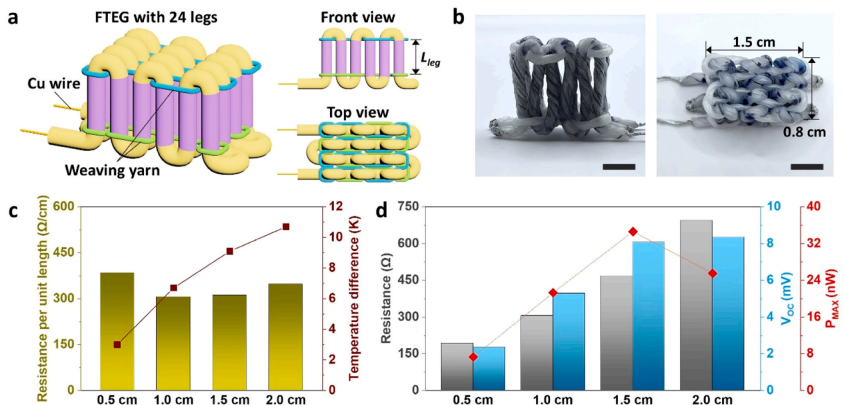 a
FTEG with 24 legs
Cu wire
Weaving yarn
Front view
L_leg
Top view
b
1.5 cm
0.8 cm
c
Resistance per unit length (Ω/cm)
600
450
300
150
0
Temperature difference (K)
12
10
8
6
4
2
0
0.5 cm 1.0 cm 1.5 cm 2.0 cm
d
Resistance (Ω)
750
600
450
300
150
0
V_OC (mV)
10
8
6
4
2
0
P_MAX (nW)
40
32
24
16
8
0
0.5 cm 1.0 cm 1.5 cm 2.0 cm